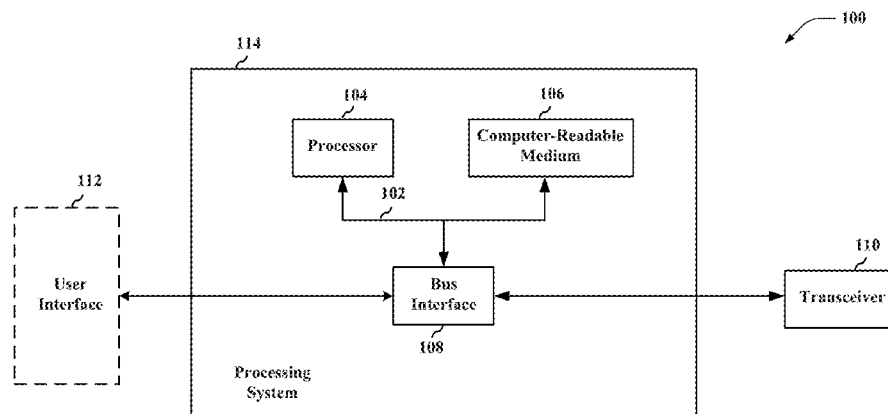 100
114
104
106
Processor
Computer-Readable
Medium
112
102
110
User
Interface
Bus
Interface
Transceiver
108
Processing
System